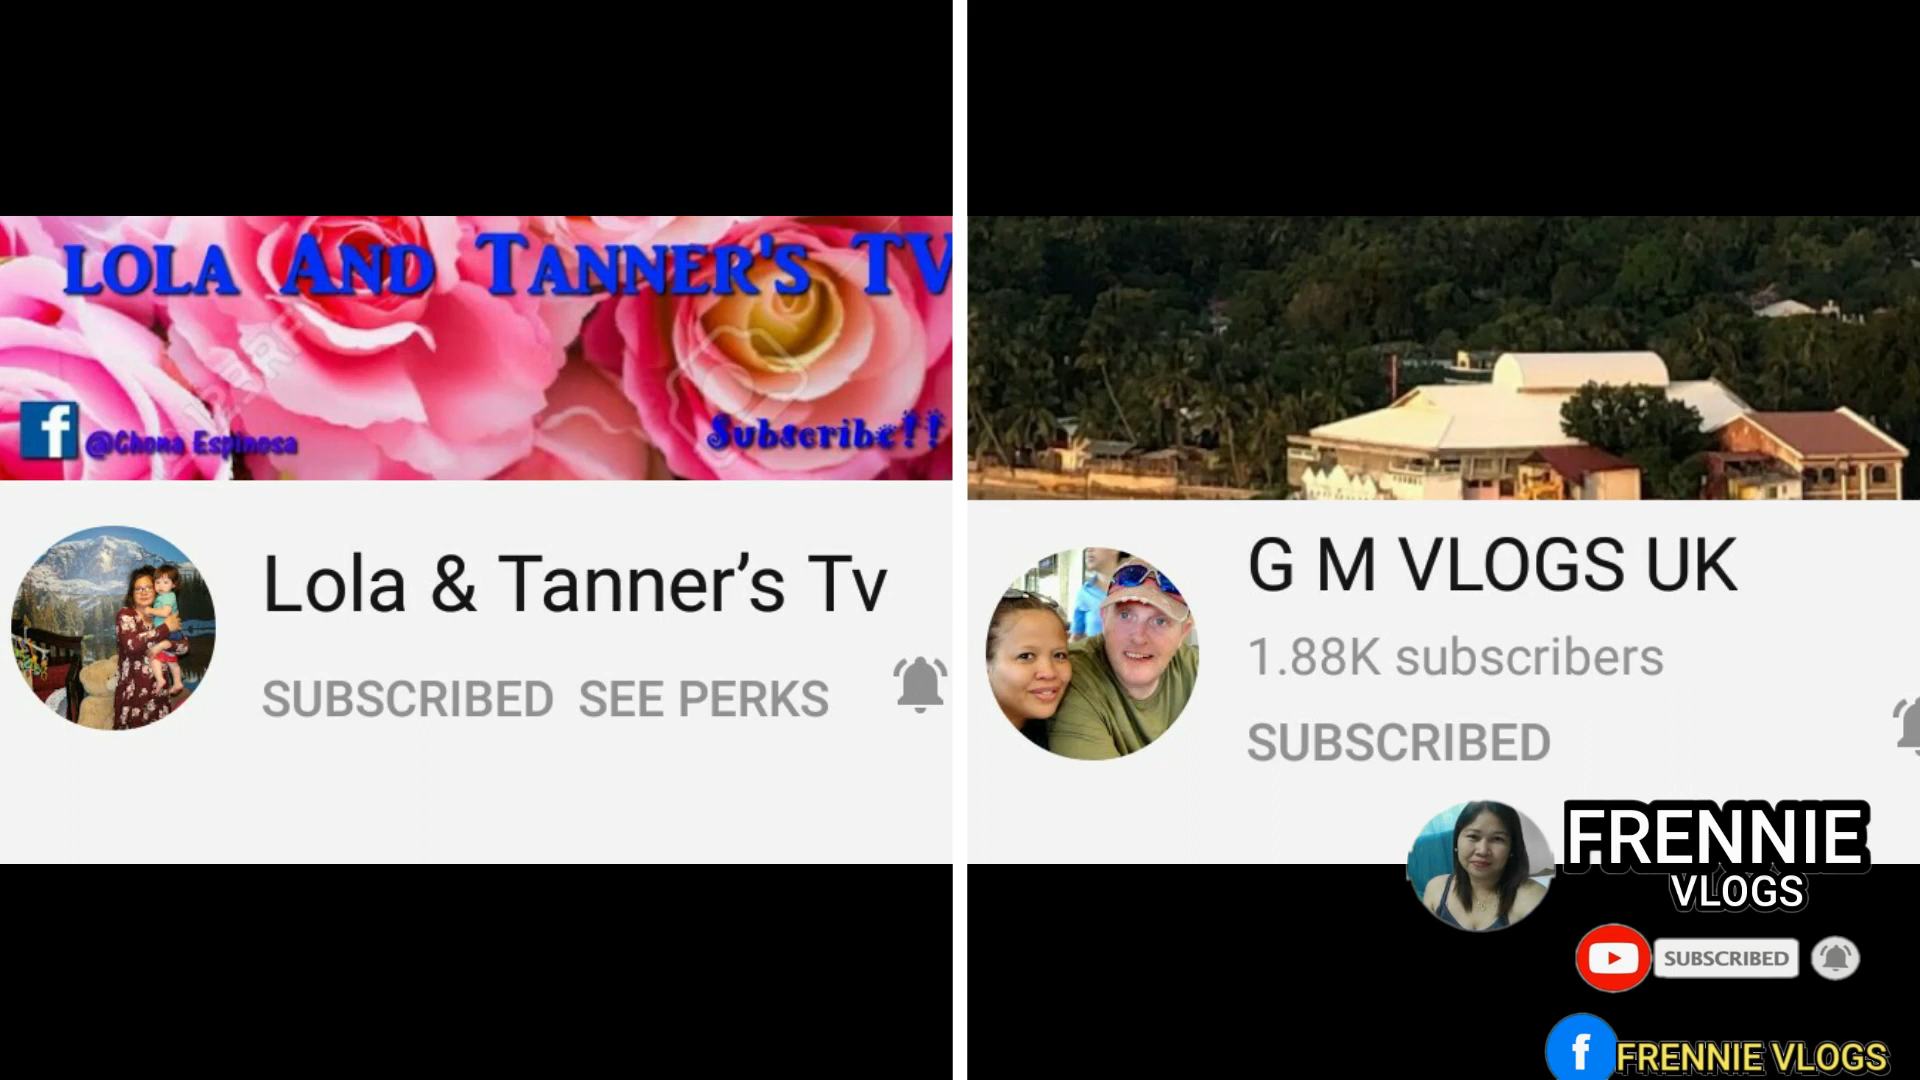 LOLA AND TANNER'S TV
f @Chona Espinosa
Subscribe!!
Lola & Tanner’s Tv
SUBSCRIBED SEE PERKS
G M VLOGS UK
1.88K subscribers
SUBSCRIBED
FRENNIE
VLOGS
SUBSCRIBED
f FRENNIE VLOGS